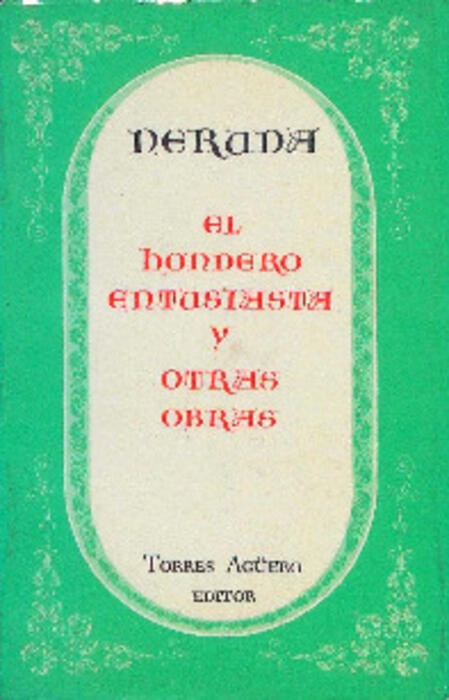 NERUDA
EL
HONDERO
ENTUSIASTA
Y
OTRAS
OBRAS
TORRES AGÜERO
EDITOR